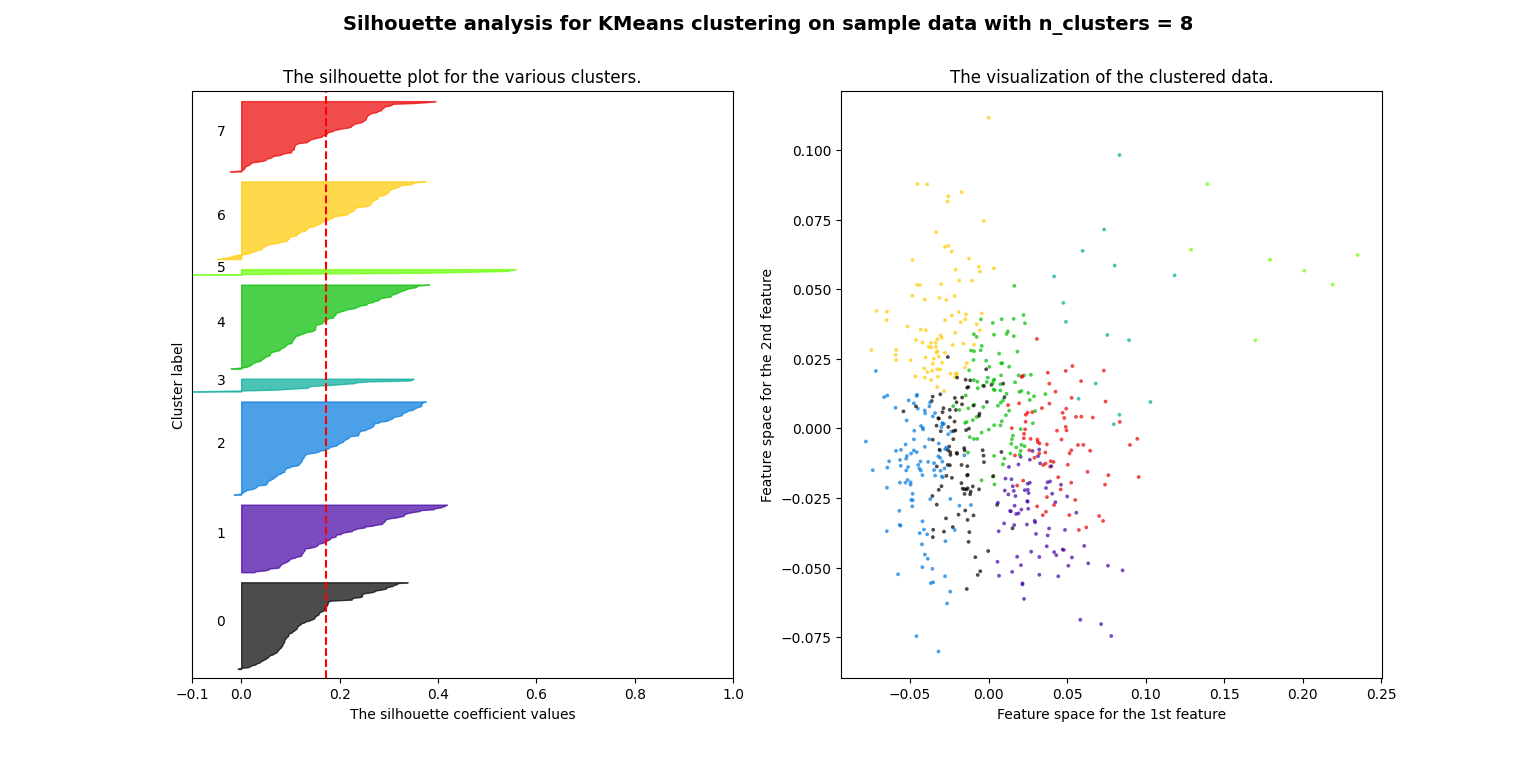 Silhouette analysis for KMeans clustering on sample data with n_clusters = 8
The silhouette plot for the various clusters.
7
6
5
4
3
2
1
0
Cluster label
−0.1 0.0 0.2 0.4 0.6 0.8 1.0
The silhouette coefficient values
The visualization of the clustered data.
0.100
0.075
0.050
0.025
0.000
−0.025
−0.050
−0.075
Feature space for the 2nd feature
−0.05 0.00 0.05 0.10 0.15 0.20 0.25
Feature space for the 1st feature